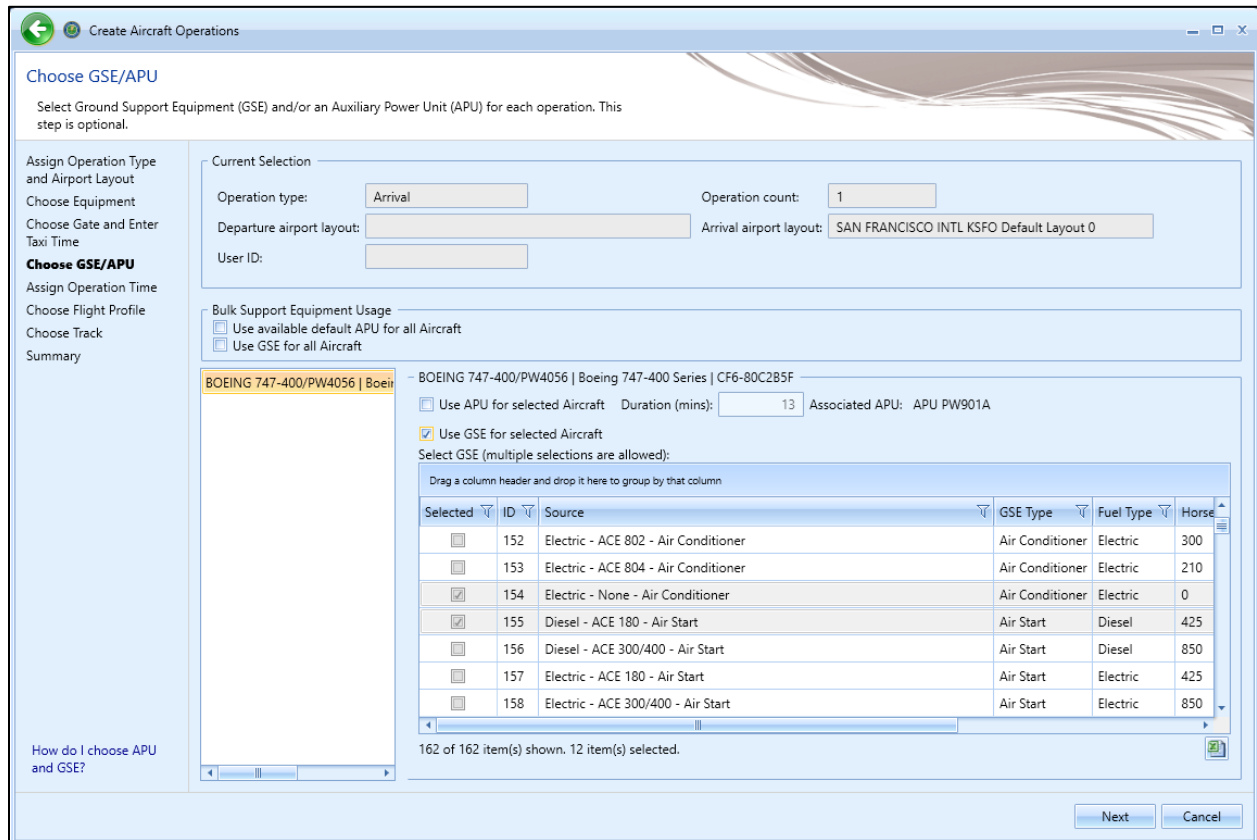 Create Aircraft Operations
Choose GSE/APU
Select Ground Support Equipment (GSE) and/or an Auxiliary Power Unit (APU) for each operation. This
step is optional.
Assign Operation Type
and Airport Layout
Choose Equipment
Choose Gate and Enter
Taxi Time
Choose GSE/APU
Assign Operation Time
Choose Flight Profile
Choose Track
Summary
How do I choose APU
and GSE?
Current Selection
Operation type: Arrival Operation count: 1
Departure airport layout: Arrival airport layout: SAN FRANCISCO INTL KSFO Default Layout 0
User ID:
Bulk Support Equipment Usage
Use available default APU for all Aircraft
Use GSE for all Aircraft
BOEING 747-400/PW4056 | Boeir
BOEING 747-400/PW4056 | Boeing 747-400 Series | CF6-80C2B5F
Use APU for selected Aircraft Duration (mins): 13 Associated APU: APU PW901A
Use GSE for selected Aircraft
Select GSE (multiple selections are allowed):
Drag a column header and drop it here to group by that column
Selected ID Source GSE Type Fuel Type Horse
152 Electric - ACE 802 - Air Conditioner Air Conditioner Electric 300
153 Electric - ACE 804 - Air Conditioner Air Conditioner Electric 210
154 Electric - None - Air Conditioner Air Conditioner Electric 0
155 Diesel - ACE 180 - Air Start Air Start Diesel 425
156 Diesel - ACE 300/400 - Air Start Air Start Diesel 850
157 Electric - ACE 180 - Air Start Air Start Electric 425
158 Electric - ACE 300/400 - Air Start Air Start Electric 850
162 of 162 item(s) shown. 12 item(s) selected.
Next Cancel